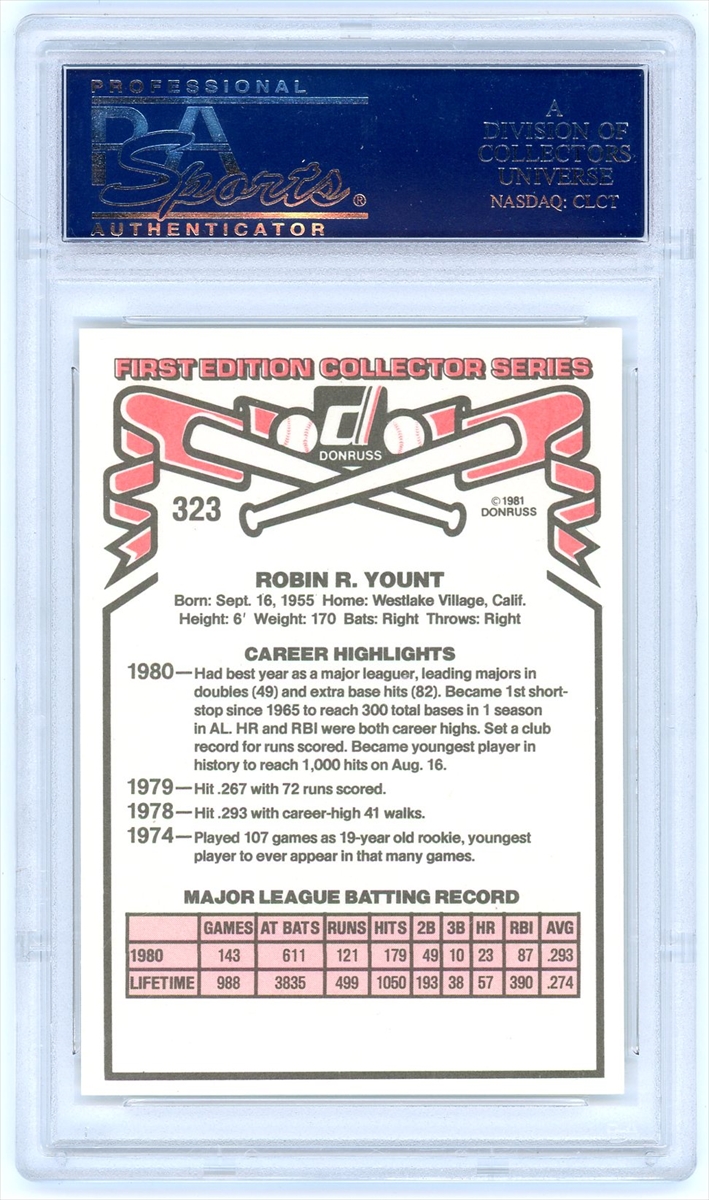 PROFESSIONAL
PSA
Sports®
AUTHENTICATOR
A
DIVISION OF
COLLECTORS
UNIVERSE
NASDAQ: CLCT
FIRST EDITION COLLECTOR SERIES
d
DONRUSS
323
©1981
DONRUSS
ROBIN R. YOUNT
Born: Sept. 16, 1955 Home: Westlake Village, Calif.
Height: 6' Weight: 170 Bats: Right Throws: Right
CAREER HIGHLIGHTS
1980—Had best year as a major leaguer, leading majors in
doubles (49) and extra base hits (82). Became 1st short-
stop since 1965 to reach 300 total bases in 1 season
in AL. HR and RBI were both career highs. Set a club
record for runs scored. Became youngest player in
history to reach 1,000 hits on Aug. 16.
1979—Hit .267 with 72 runs scored.
1978—Hit .293 with career-high 41 walks.
1974—Played 107 games as 19-year old rookie, youngest
player to ever appear in that many games.
MAJOR LEAGUE BATTING RECORD
GAMES AT BATS RUNS HITS 2B 3B HR RBI AVG
1980 143 611 121 179 49 10 23 87 .293
LIFETIME 988 3835 499 1050 193 38 57 390 .274